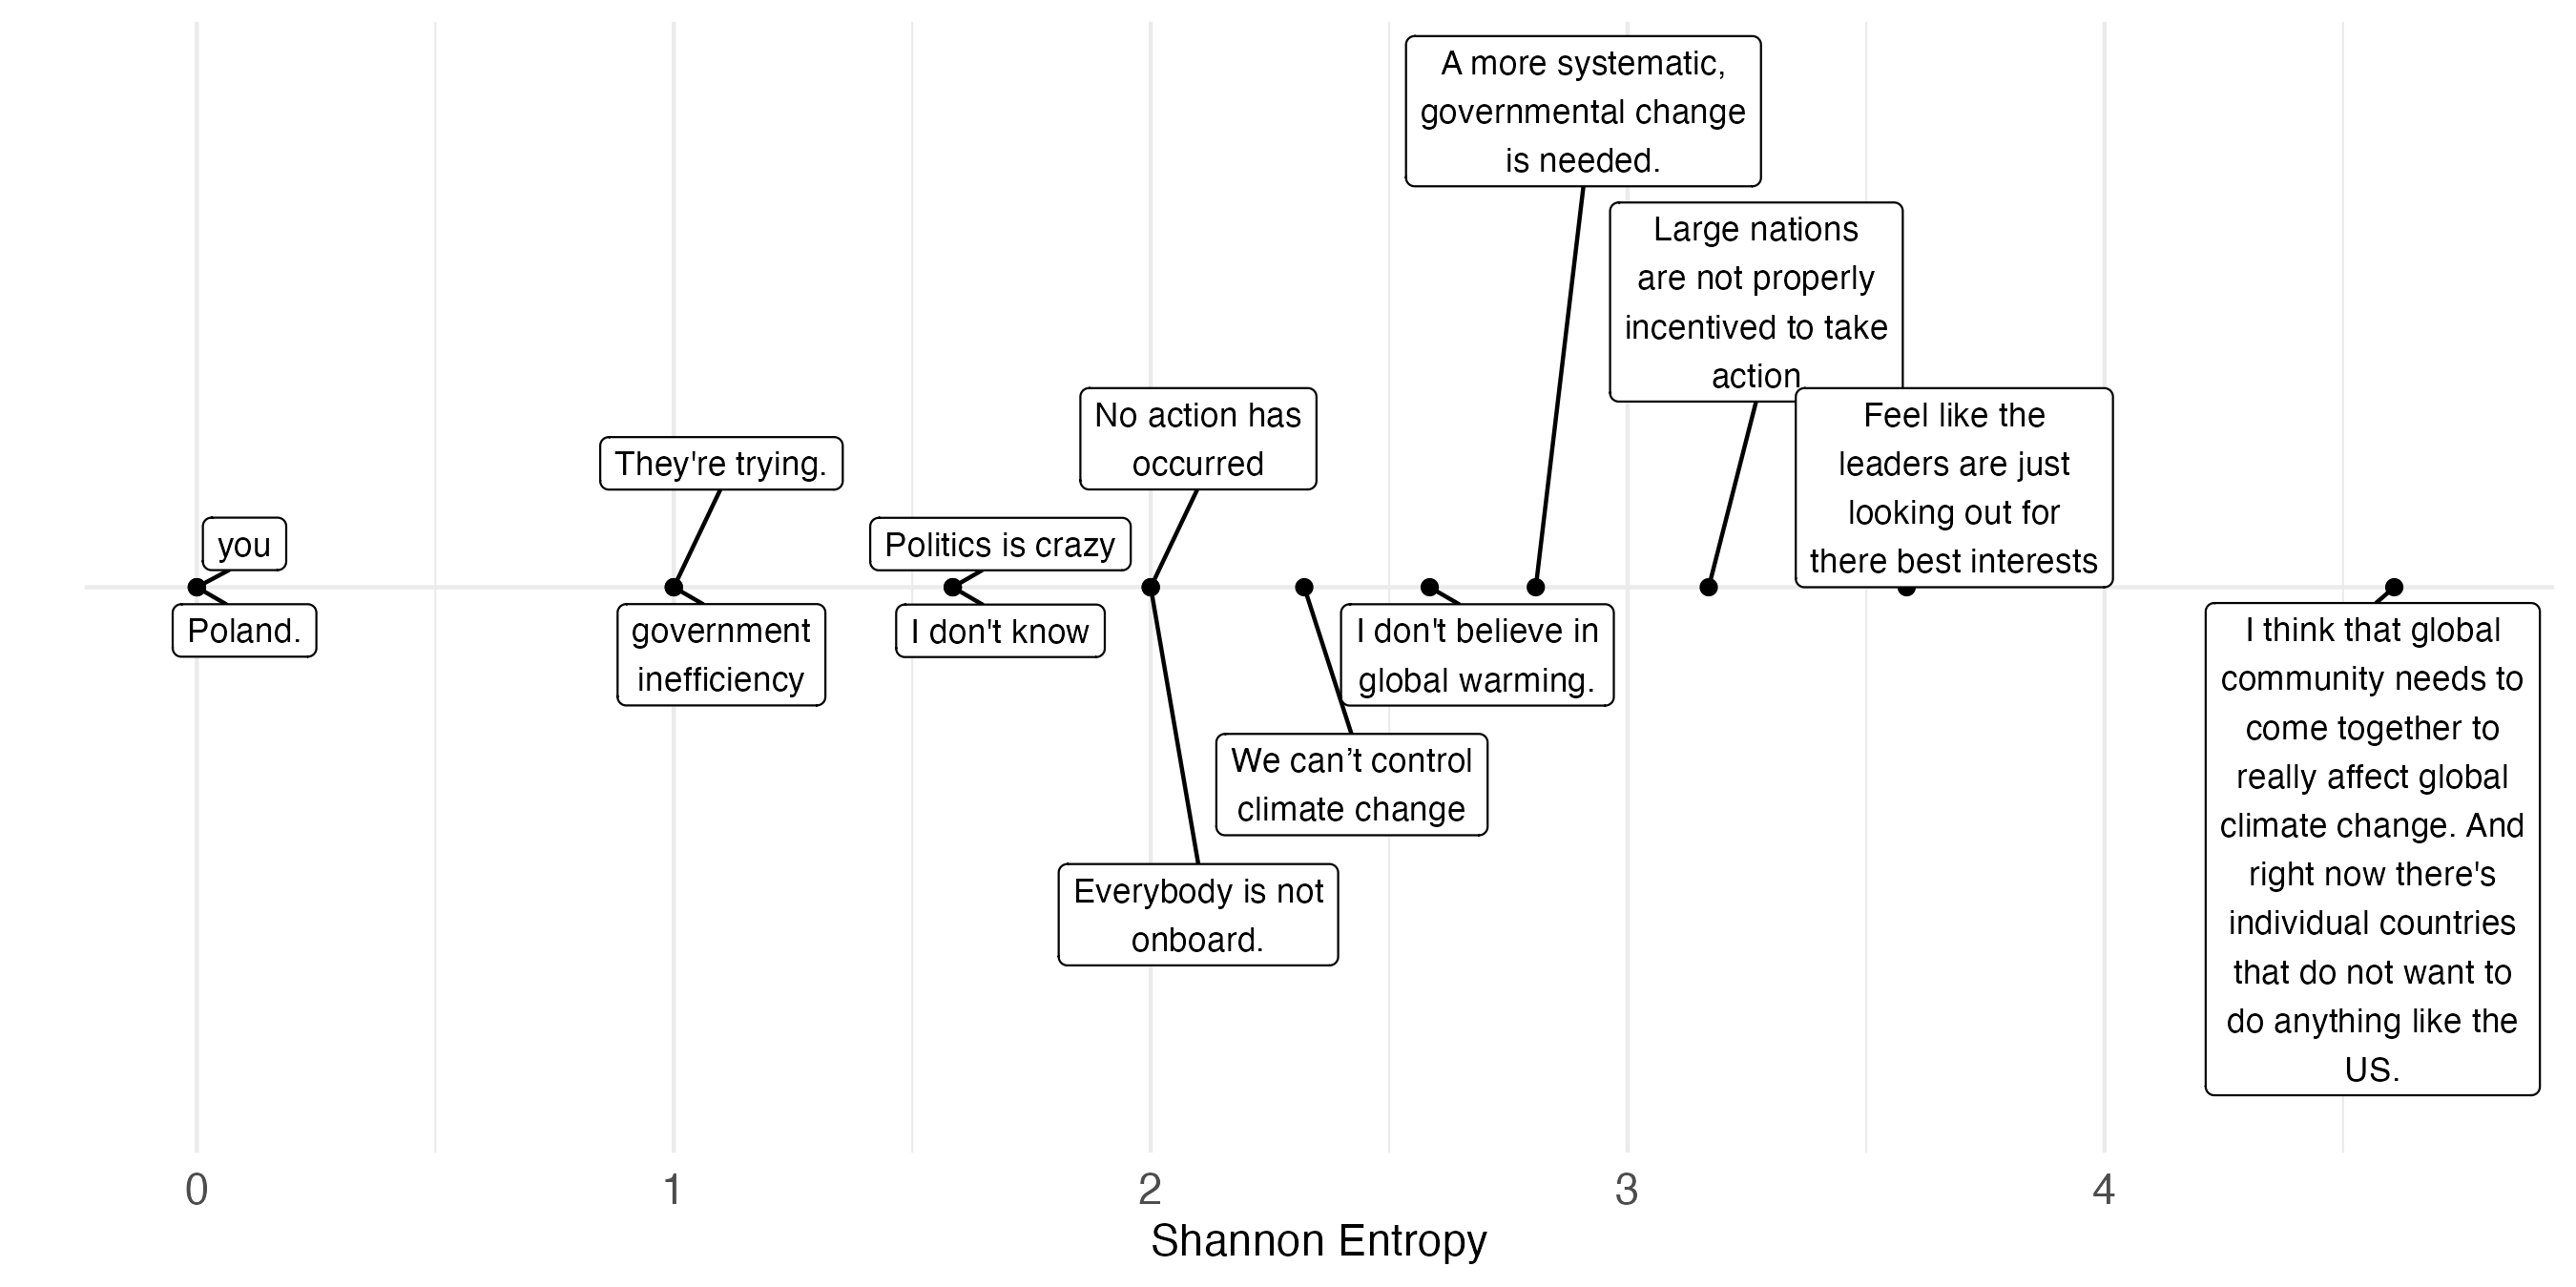 A more systematic,
governmental change
is needed.
Large nations
are not properly
incentived to take
action
Feel like the
leaders are just
looking out for
there best interests
No action has
occurred
They're trying.
Politics is crazy
you
Poland.
government
inefficiency
I don't know
I don't believe in
global warming.
We can’t control
climate change
Everybody is not
onboard.
I think that global
community needs to
come together to
really affect global
climate change. And
right now there's
individual countries
that do not want to
do anything like the
US.
0
1
2
3
4
Shannon Entropy